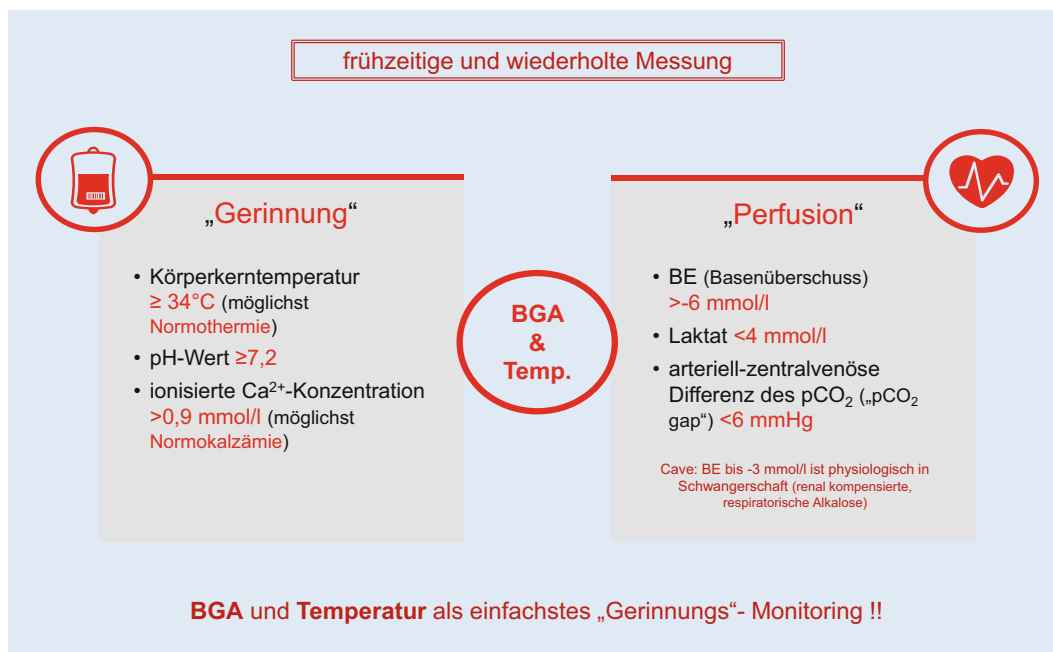 frühzeitige und wiederholte Messung
„Gerinnung“
• Körperkerntemperatur
≥ 34°C (möglichst
Normothermie)
• pH-Wert ≥7,2
• ionisierte Ca²⁺-Konzentration
>0,9 mmol/l (möglichst
Normokalzämie)
BGA
&
Temp.
„Perfusion“
• BE (Basenüberschuss)
>-6 mmol/l
• Laktat <4 mmol/l
• arteriell-zentralvenöse
Differenz des pCO₂ („pCO₂
gap“) <6 mmHg
Cave: BE bis -3 mmol/l ist physiologisch in
Schwangerschaft (renal kompensierte,
respiratorische Alkalose)
BGA und Temperatur als einfachstes „Gerinnungs“- Monitoring !!